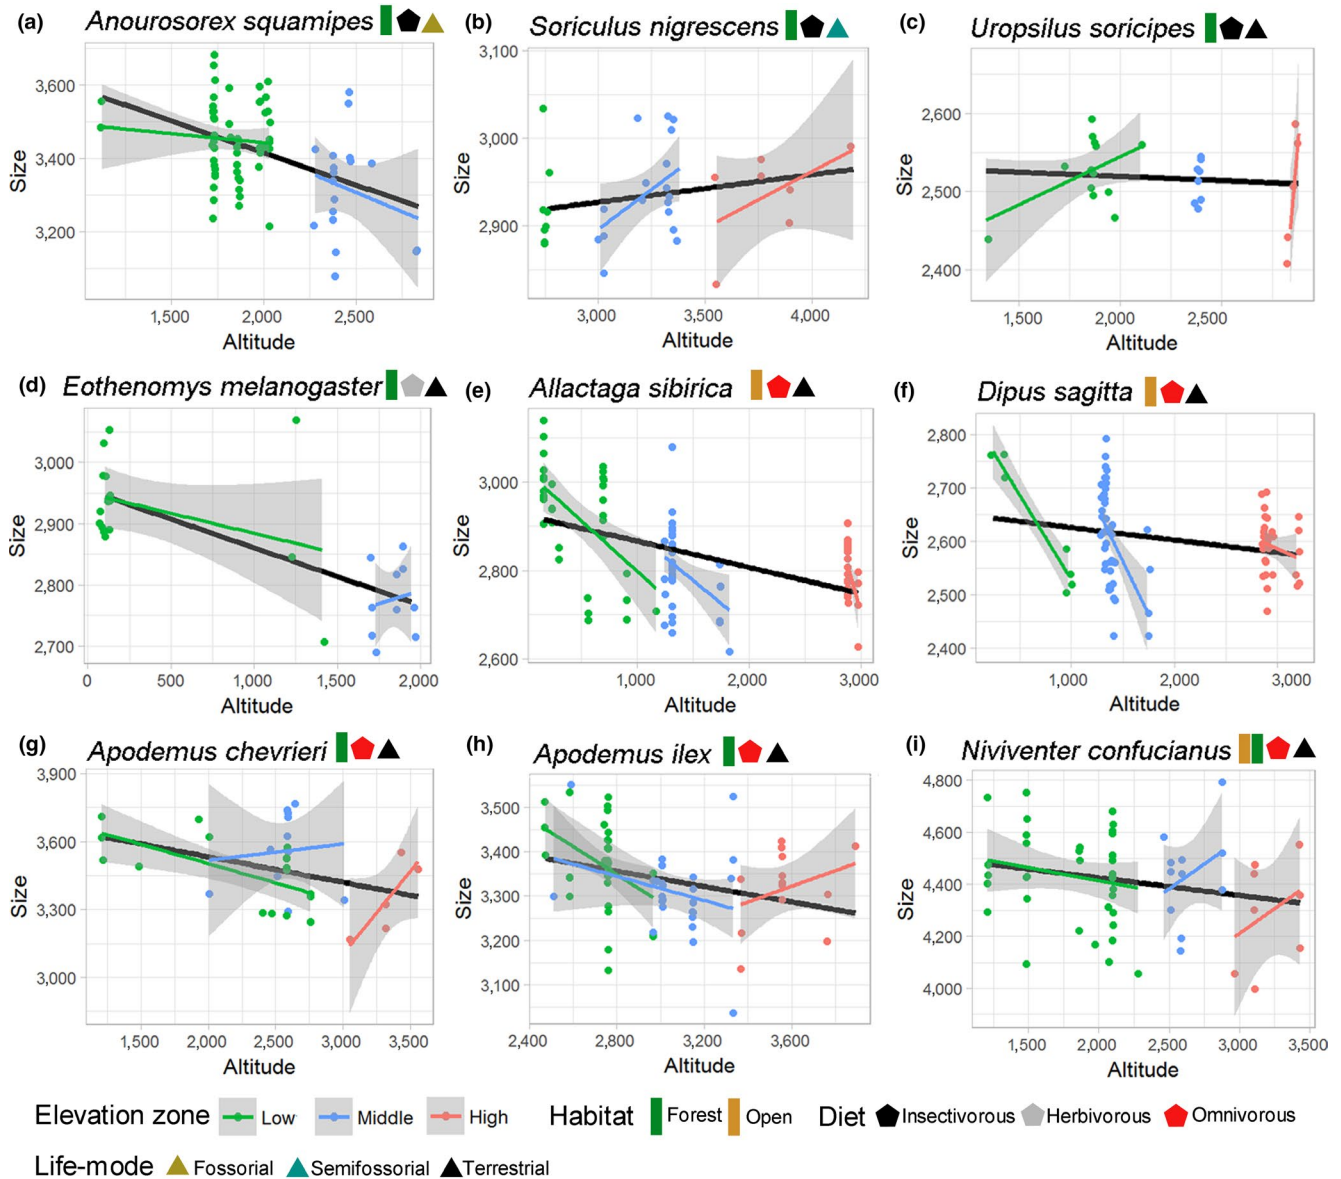 (a) Anourosorex squamipes
3,600
3,400
3,200
Size
1,500 2,000 2,500
Altitude
(b) Soriculus nigrescens
3,100
3,000
2,900
Size
3,000 3,500 4,000
Altitude
(c) Uropsilus soricipes
2,600
2,500
2,400
Size
1,500 2,000 2,500
Altitude
(d) Eothenomys melanogaster
3,000
2,900
2,800
2,700
Size
0 500 1,000 1,500 2,000
Altitude
(e) Allactaga sibirica
3,000
2,800
2,600
Size
1,000 2,000 3,000
Altitude
(f) Dipus sagitta
2,800
2,700
2,600
2,500
2,400
Size
1,000 2,000 3,000
Altitude
(g) Apodemus chevrieri
3,900
3,600
3,300
3,000
Size
1,500 2,000 2,500 3,000 3,500
Altitude
(h) Apodemus ilex
3,500
3,400
3,300
3,200
3,100
Size
2,400 2,800 3,200 3,600
Altitude
(i) Niviventer confucianus
4,800
4,600
4,400
4,200
4,000
Size
1,500 2,000 2,500 3,000 3,500
Altitude
Elevation zone Low Middle High Habitat Forest Open Diet Insectivorous Herbivorous Omnivorous
Life-mode Fossorial Semifossorial Terrestrial